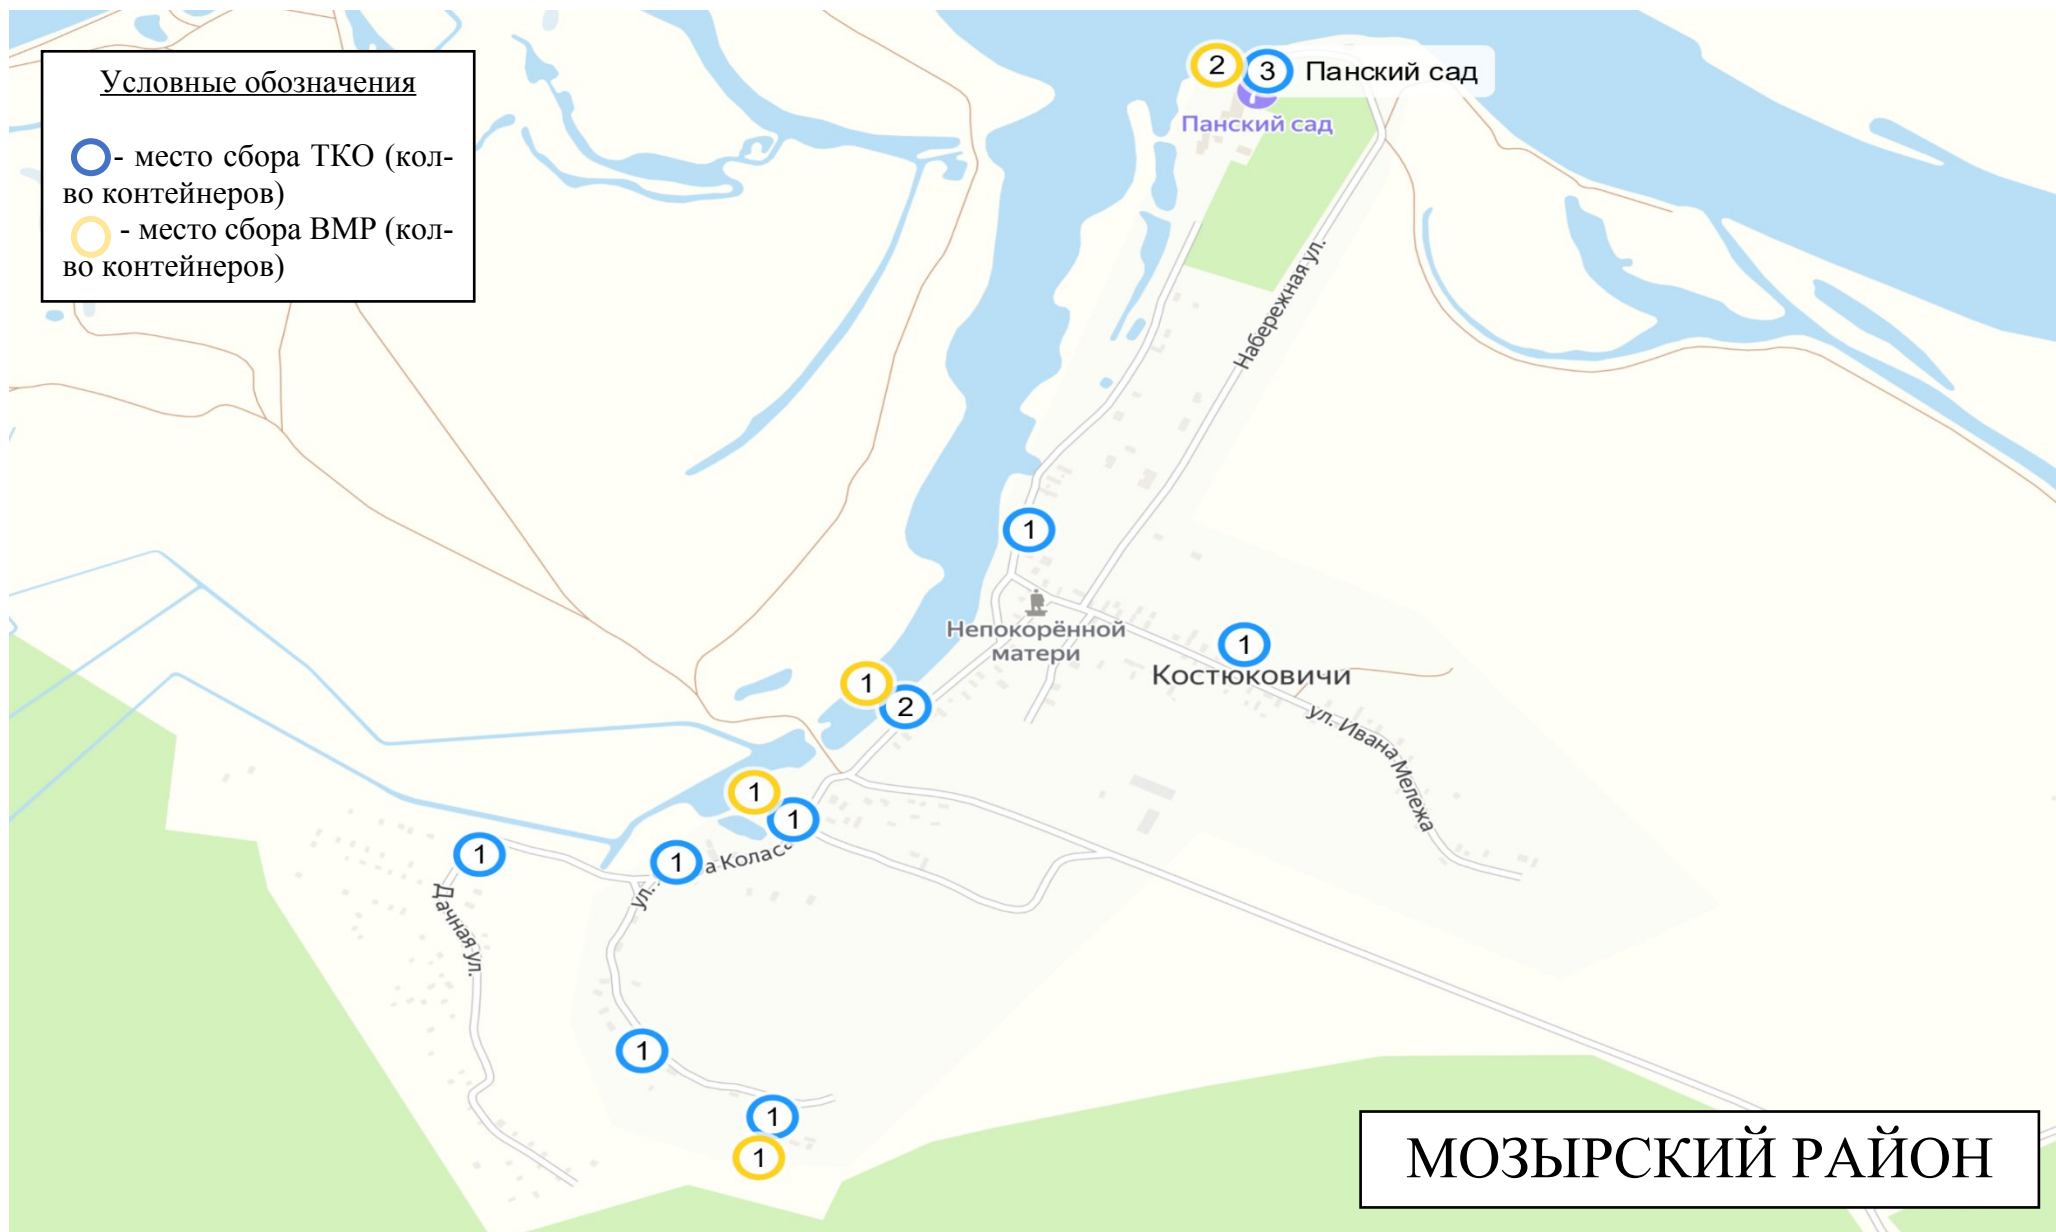 Условные обозначения
- место сбора ТКО (кол-
во контейнеров)
- место сбора ВМР (кол-
во контейнеров)
2
3
Панский сад
Панский сад
Набережная ул.
1
Непокорённой
матери
1
Костюковичи
ул. Ивана Мележа
1
2
1
1
1
1
ул.
а Колас
Дачная ул.
1
1
1
МОЗЫРСКИЙ РАЙОН